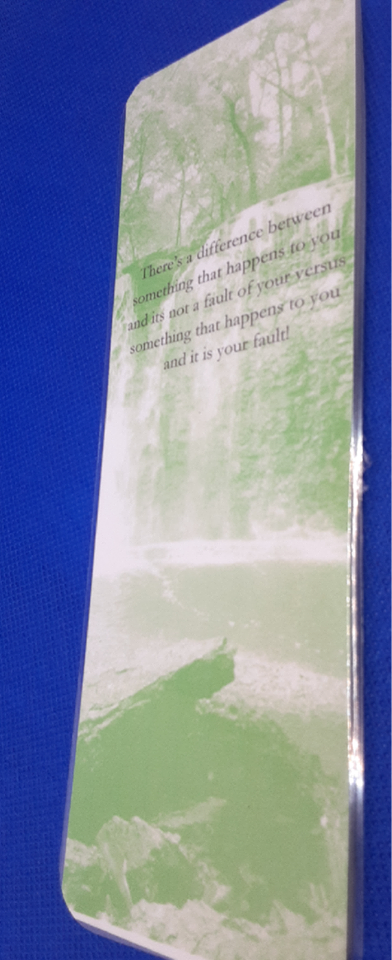 There's a difference between
something that happens to you
and its not a fault of your versus
something that happens to you
and it is your fault!